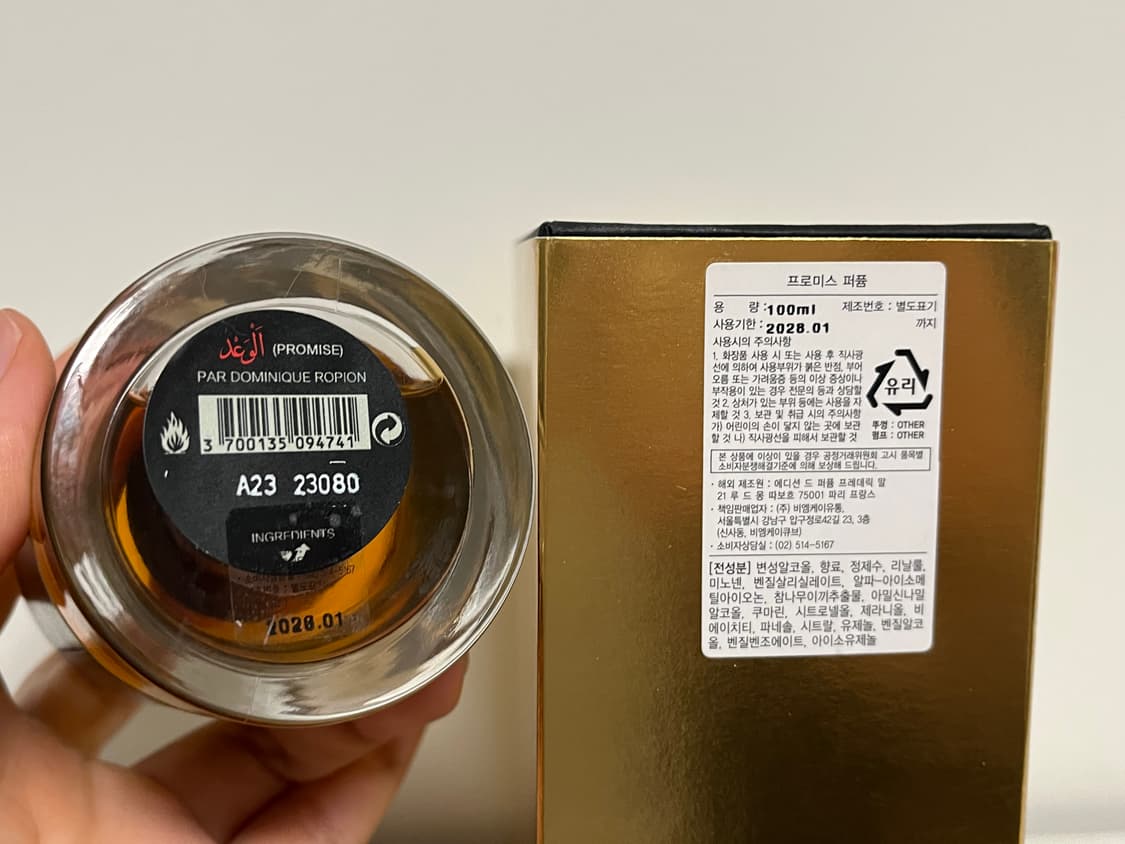 اَلْوَعْد (PROMISE)
PAR DOMINIQUE ROPION
3 700135 094741
A23 23080
INGREDIENTS
2028.01
프로미스 퍼퓸
용 량 : 100ml 제조번호 : 별도표기
사용기한 : 2028.01 까지
사용시의 주의사항
1. 화장품 사용 시 또는 사용 후 직사광
선에 의하여 사용부위가 붉은 반점, 부어
오름 또는 가려움증 등의 이상 증상이나
부작용이 있는 경우 전문의 등과 상담할
것 2. 상처가 있는 부위 등에는 사용을 자
제할 것 3. 보관 및 취급 시의 주의사항
가) 어린이의 손이 닿지 않는 곳에 보관
할 것 나) 직사광선을 피해서 보관할 것
유리
뚜껑 : OTHER
펌프 : OTHER
본 상품에 이상이 있을 경우 공정거래위원회 고시 품목별
소비자분쟁해결기준에 의해 보상해 드립니다.
· 해외 제조원 : 에디션 드 퍼퓸 프레데릭 말
21 루 드 몽 따보흐 75001 파리 프랑스
· 책임판매업자 : (주) 비엠케이유통,
서울특별시 강남구 압구정로42길 23, 3층
(신사동, 비엠케이큐브)
· 소비자상담실 : (02) 514-5167
[전성분] 변성알코올, 향료, 정제수, 리날룰,
미노넨, 벤질살리실레이트, 알파-아이소메
틸아이오논, 참나무이끼추출물, 아밀신나밀
알코올, 쿠마린, 시트로넬올, 제라니올, 비
에이치티, 파네솔, 시트랄, 유제놀, 벤질알코
올, 벤질벤조에이트, 아이소유제놀